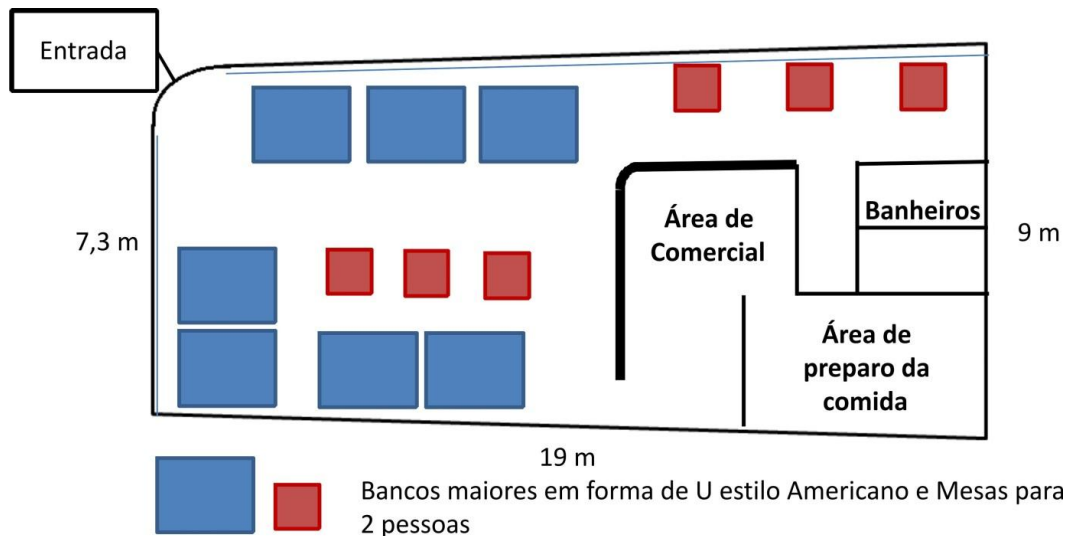 Entrada
7,3 m
Área de
Comercial
Banheiros
9 m
Área de
preparo da
comida
19 m
Bancos maiores em forma de U estilo Americano e Mesas para
2 pessoas